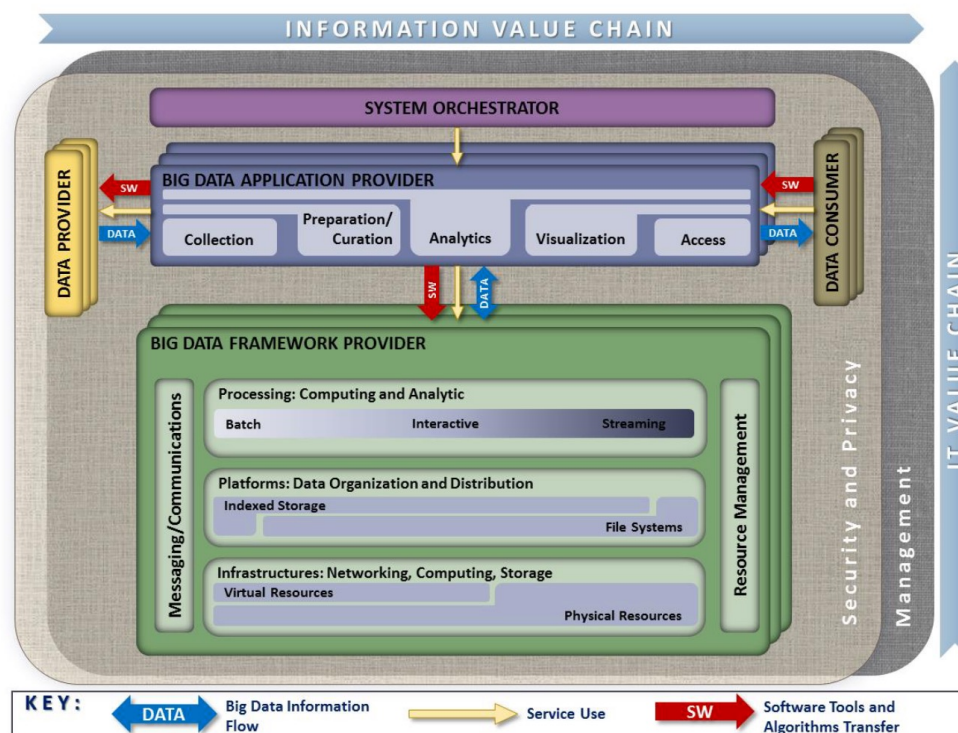 INFORMATION VALUE CHAIN
SYSTEM ORCHESTRATOR
DATA PROVIDER
SW
DATA
BIG DATA APPLICATION PROVIDER
Collection
Preparation/
Curation
Analytics
Visualization
Access
SW
DATA
DATA CONSUMER
SW
DATA
BIG DATA FRAMEWORK PROVIDER
Messaging/Communications
Processing: Computing and Analytic
Batch
Interactive
Streaming
Platforms: Data Organization and Distribution
Indexed Storage
File Systems
Infrastructures: Networking, Computing, Storage
Virtual Resources
Physical Resources
Resource Management
Security and Privacy
Management
IT VALUE CHAIN
KEY:
DATA
Big Data Information
Flow
Service Use
SW
Software Tools and
Algorithms Transfer